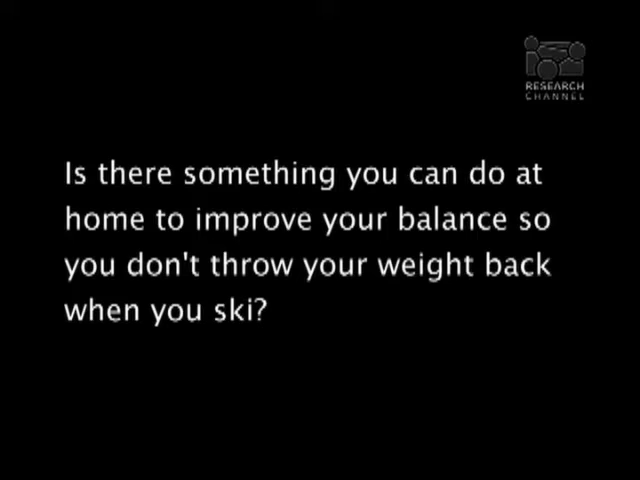 RESEARCH
CHANNEL
Is there something you can do at
home to improve your balance so
you don't throw your weight back
when you ski?